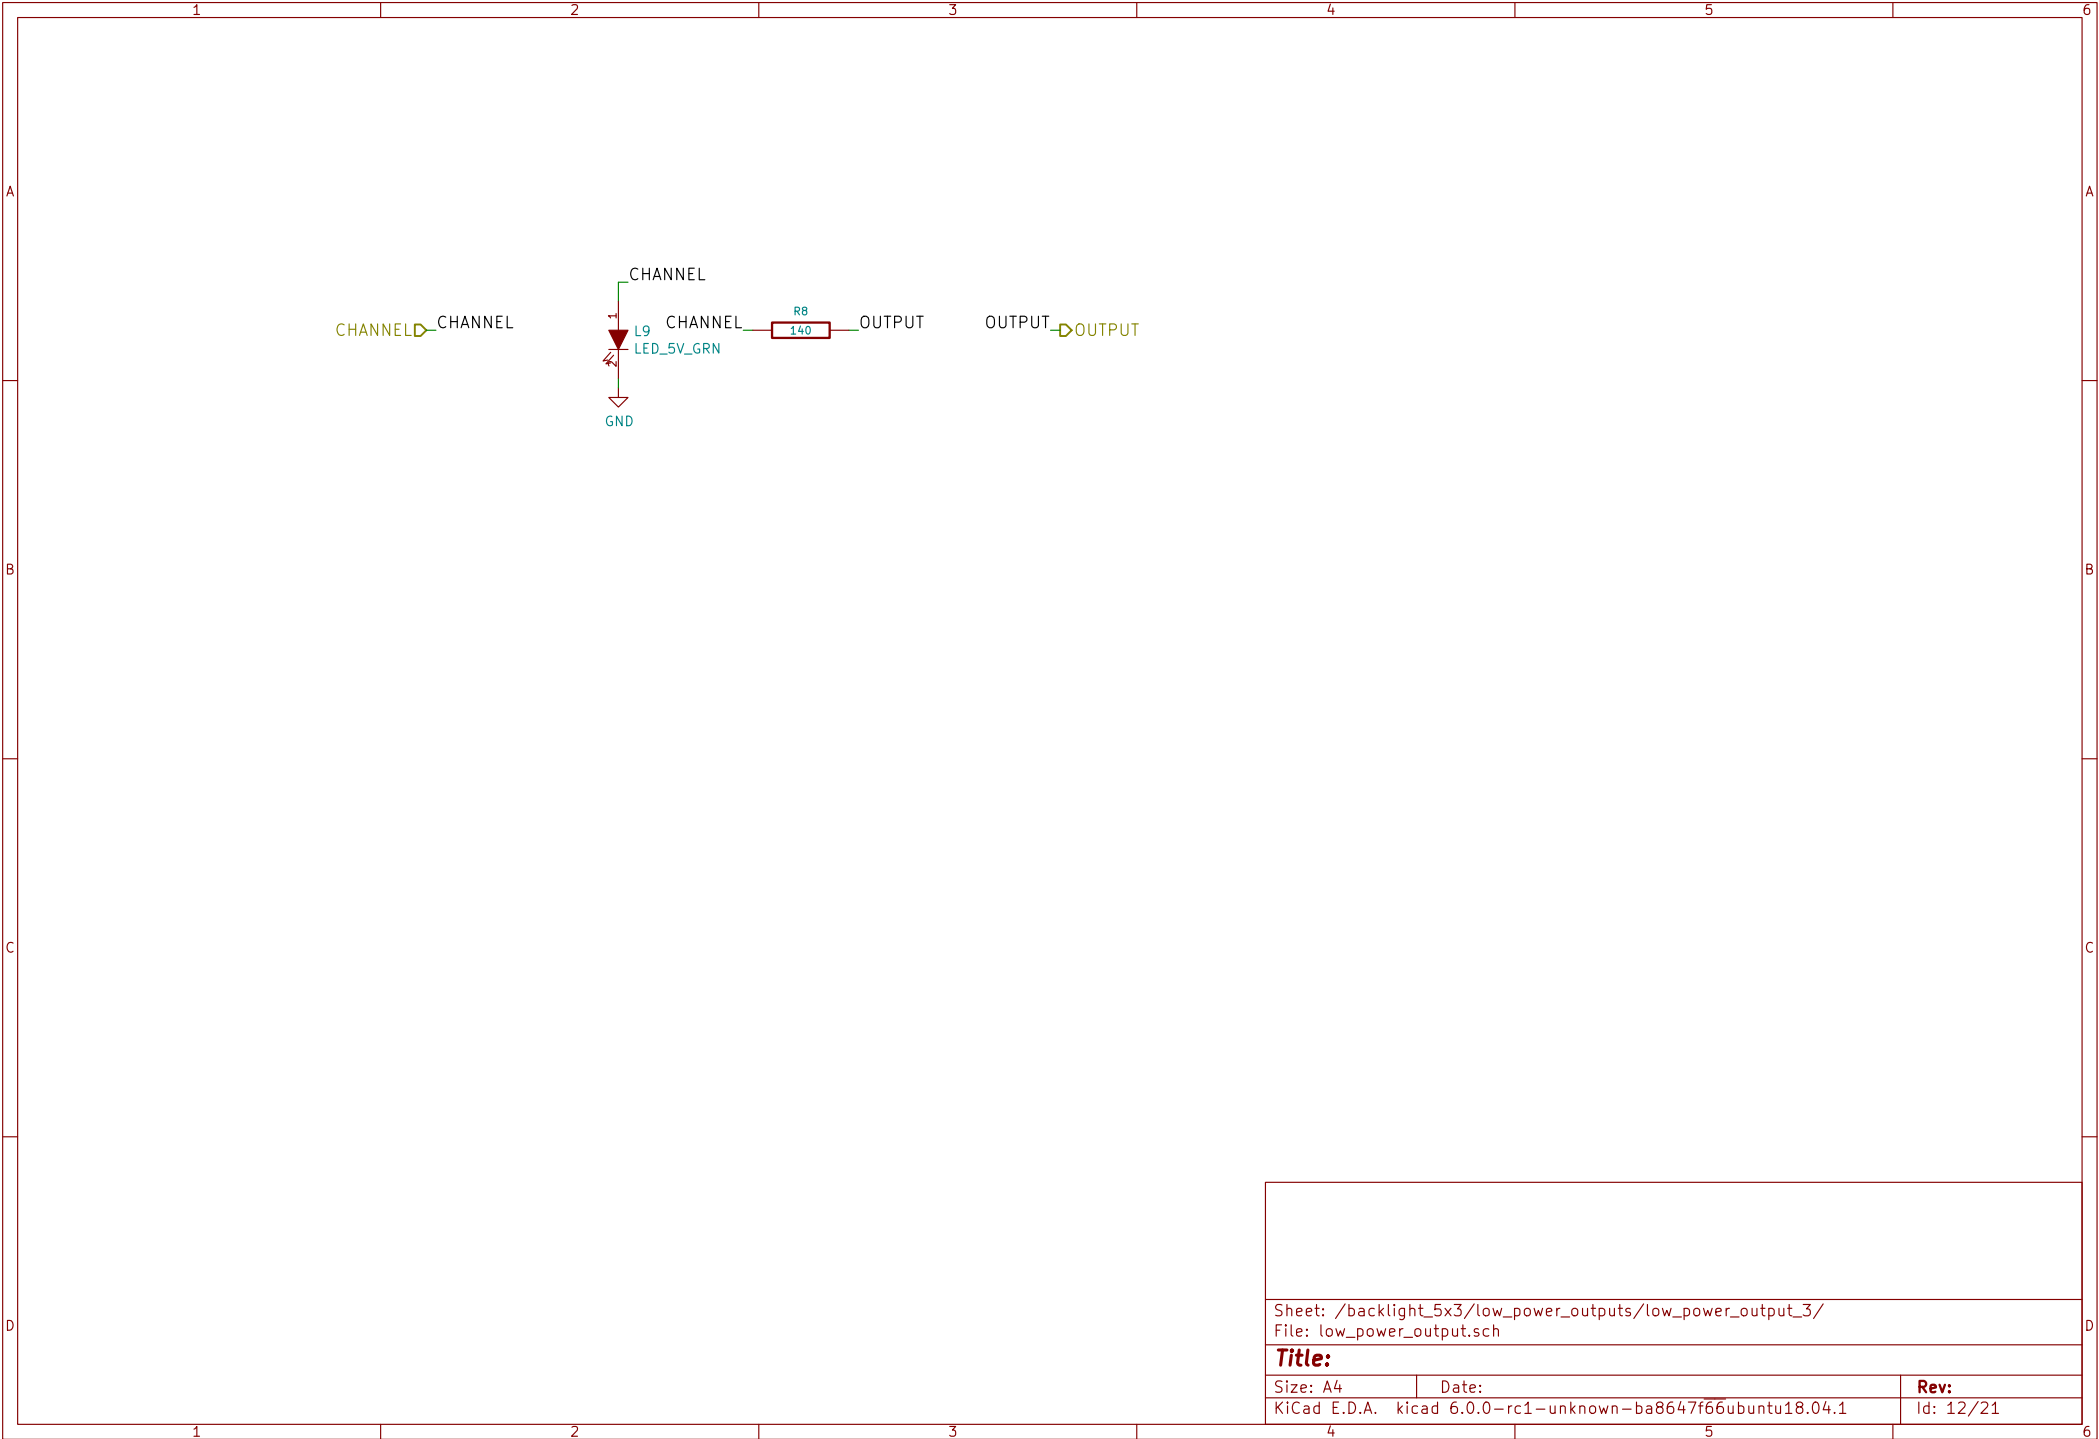 1 2 3 4 5 6
A A
CHANNEL
CHANNEL CHANNEL
1
L9
LED_5V_GRN
2
GND
CHANNEL R8 140 OUTPUT
OUTPUT OUTPUT
B B
C C
D D
Sheet: /backlight_5x3/low_power_outputs/low_power_output_3/
File: low_power_output.sch
Title:
Size: A4 Date: Rev:
KiCad E.D.A. kicad 6.0.0-rc1-unknown-ba8647f66ubuntu18.04.1 Id: 12/21
1 2 3 4 5 6